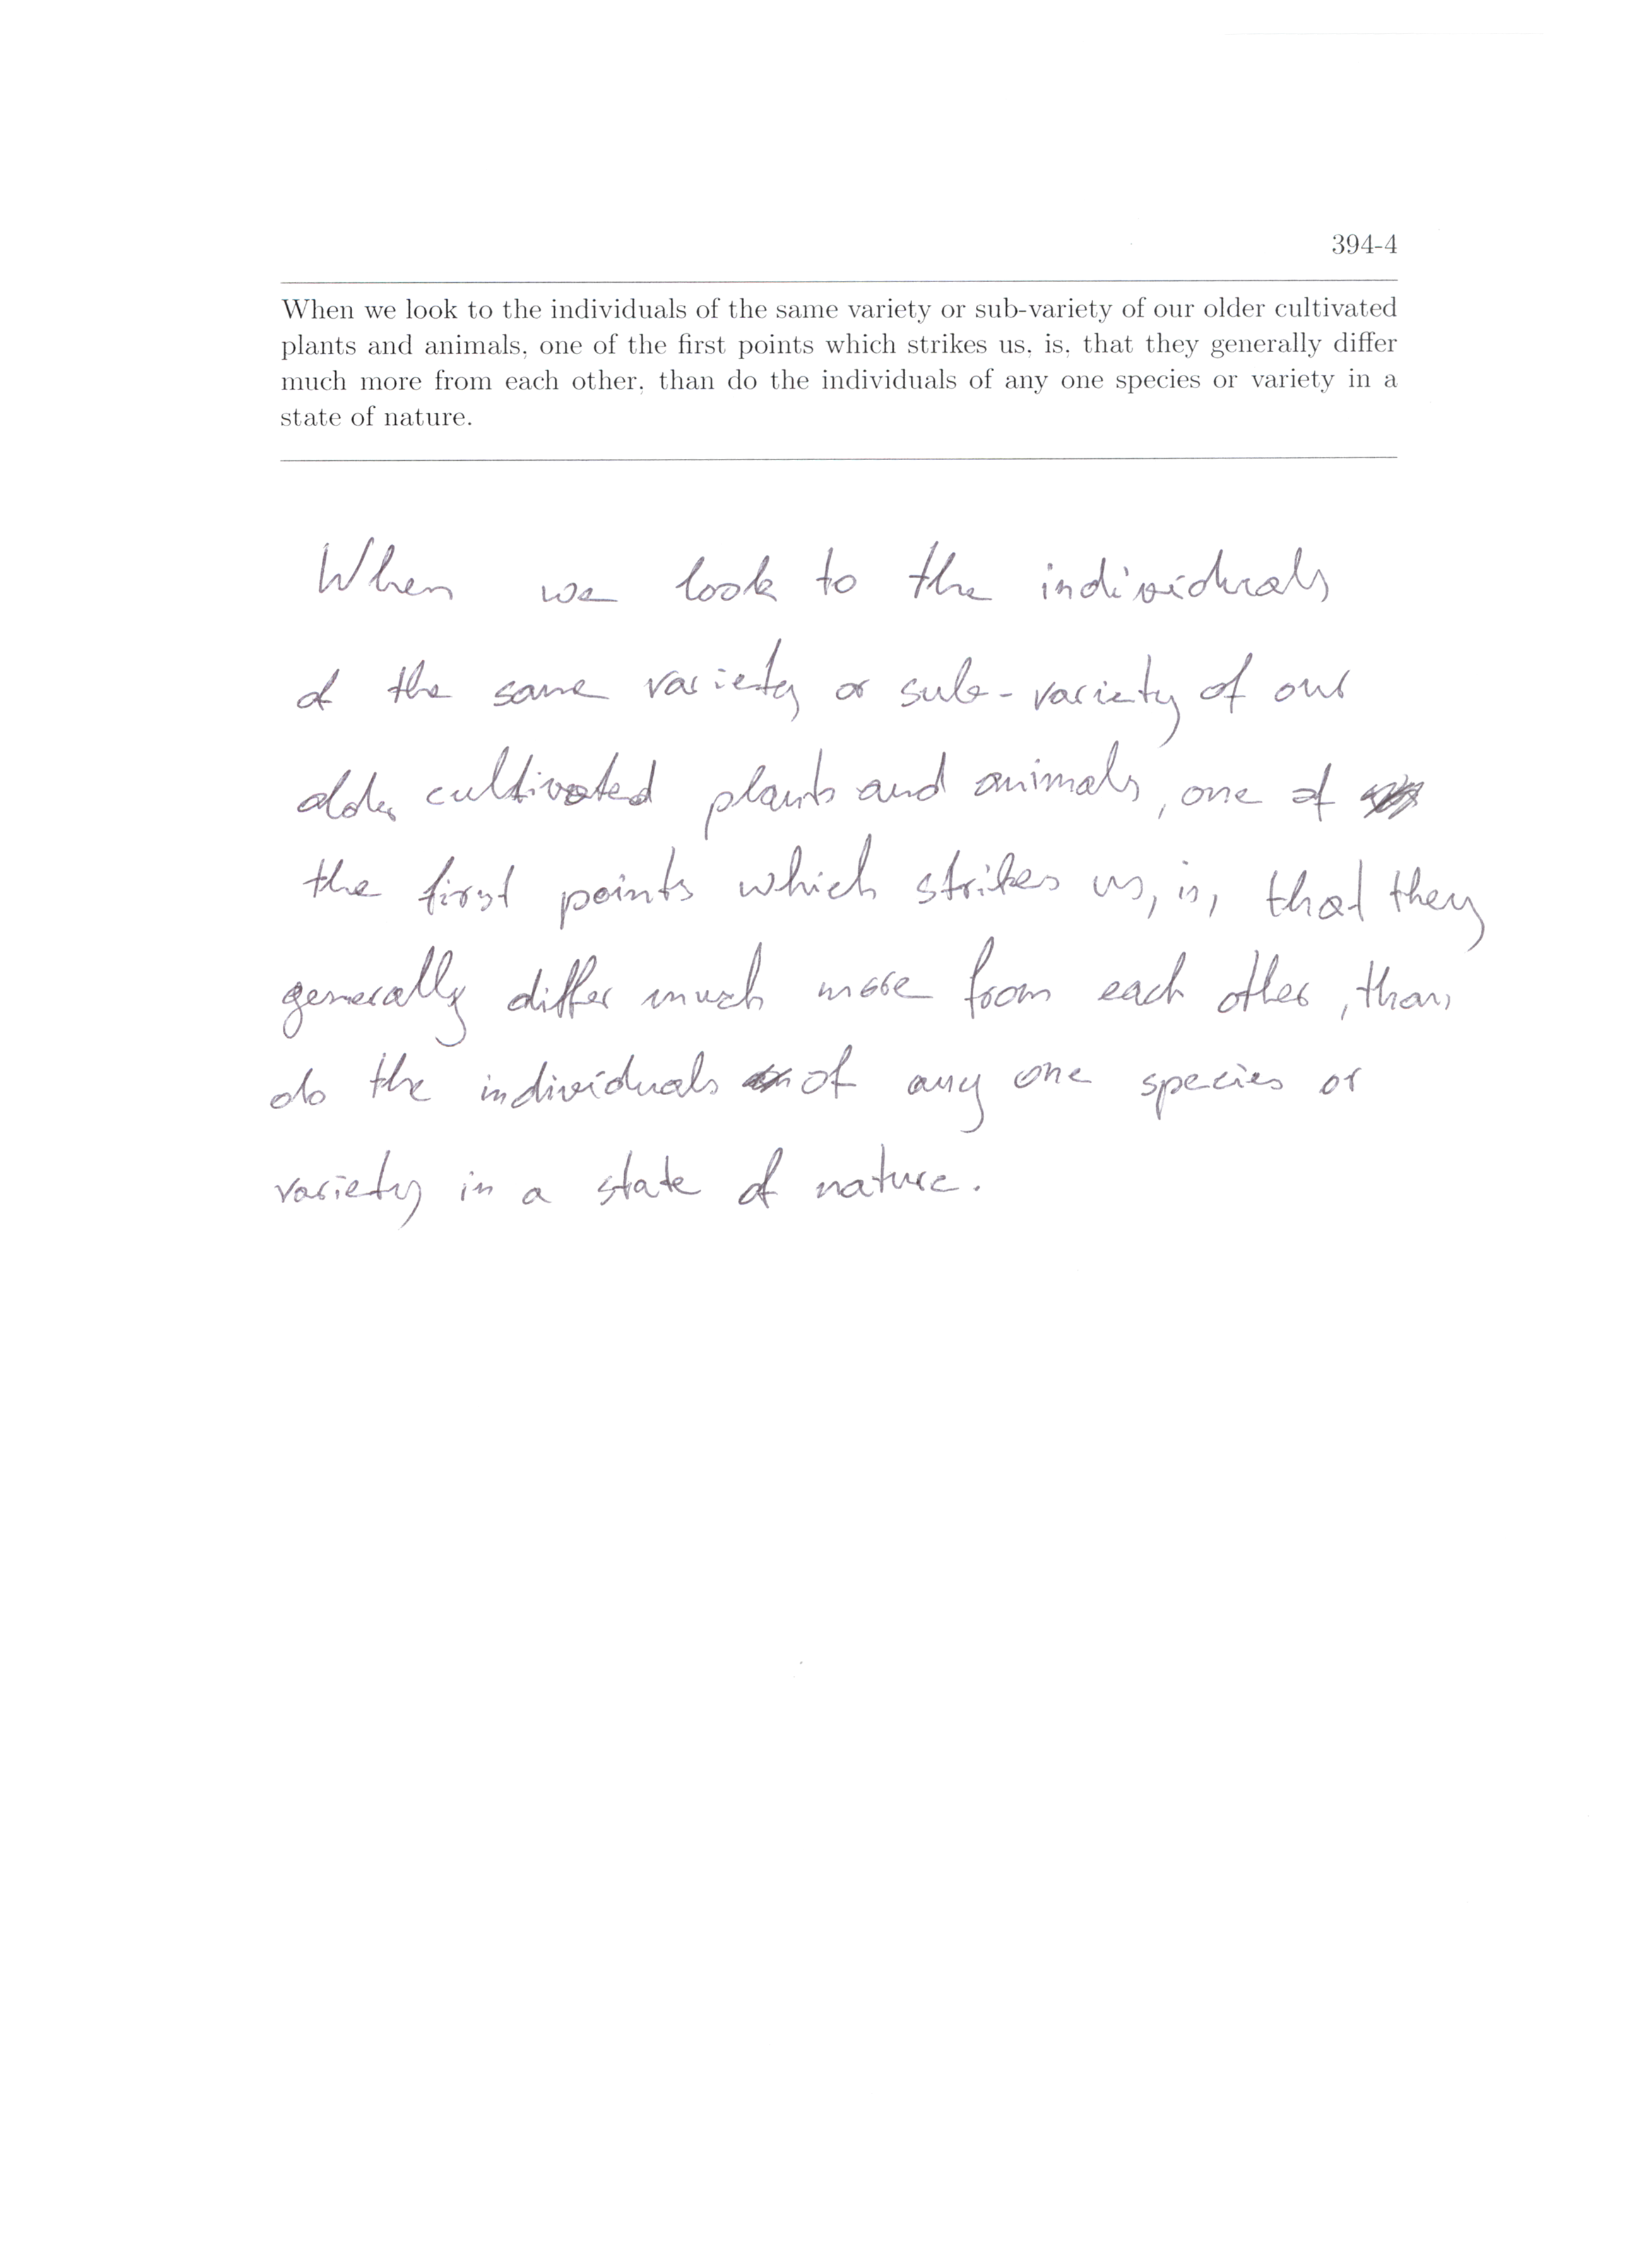 394-4
When we look to the individuals of the same variety or sub-variety of our older cultivated
plants and animals, one of the first points which strikes us, is, that they generally differ
much more from each other, than do the individuals of any one species or variety in a
state of nature.
When we look to the individuals
of the same variety or sub-variety of our
older cultivated plants and animals, one of
the first points which strikes us, is, that they
generally differ much more from each other, than
do the individuals of any one species or
variety in a state of nature.